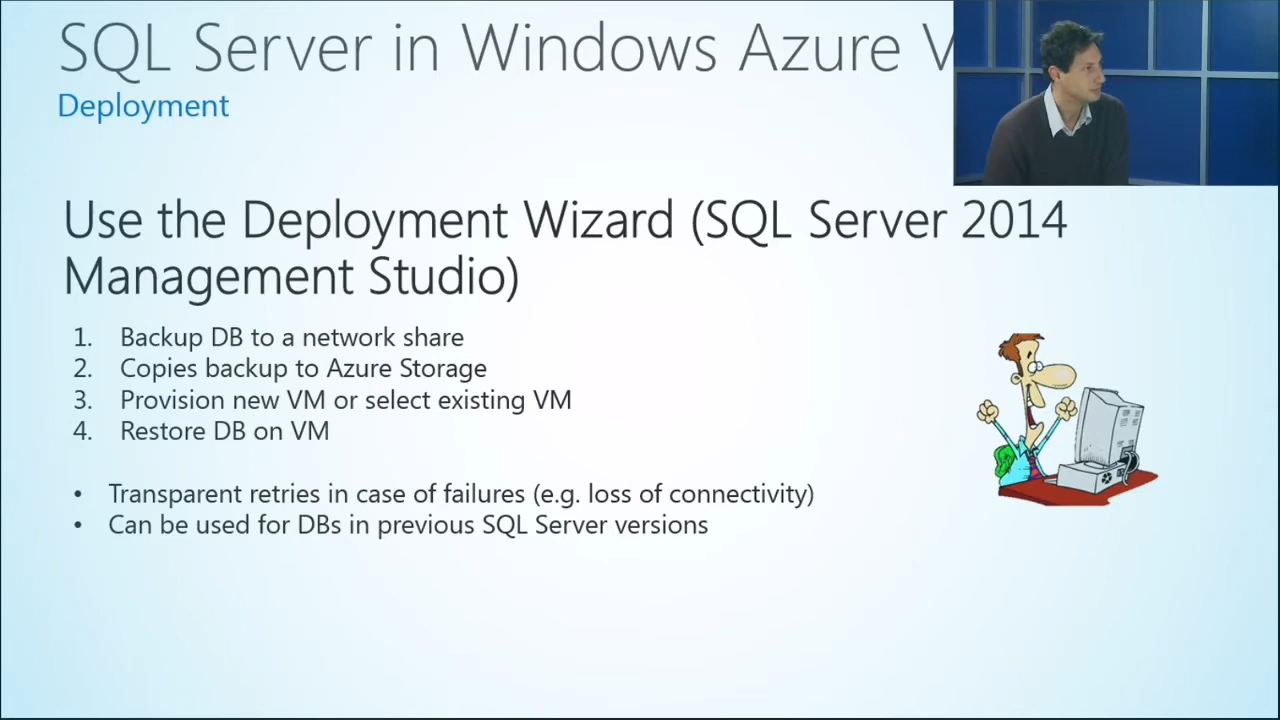 SQL Server in Windows Azure
Deployment
Use the Deployment Wizard (SQL Server 2014
Management Studio)
1. Backup DB to a network share
2. Copies backup to Azure Storage
3. Provision new VM or select existing VM
4. Restore DB on VM
• Transparent retries in case of failures (e.g. loss of connectivity)
• Can be used for DBs in previous SQL Server versions